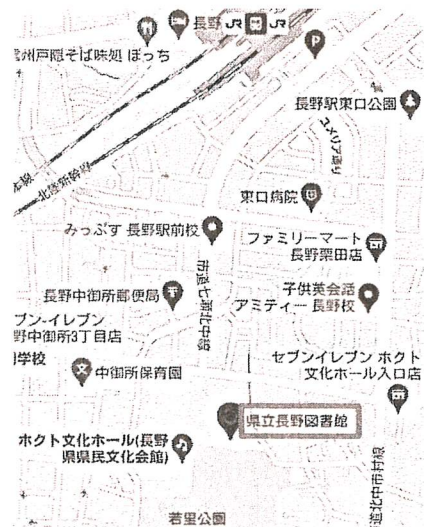 長野 JR JR
信州戸隠そば味処 ぼっち
P
長野駅東口公園
ユメリア通り
本線
北陸新幹線
東口病院
みっぷす 長野駅前校
ファミリーマート
長野栗田店
市道七瀬北中線
長野中御所郵便局
子供英会話
アミティー 長野校
ブン-イレブン
野中御所3丁目店
学校
セブンイレブン ホクト
文化ホール入口店
中御所保育園
県立長野図書館
ホクト文化ホール(長野
県県民文化会館)
若里公園